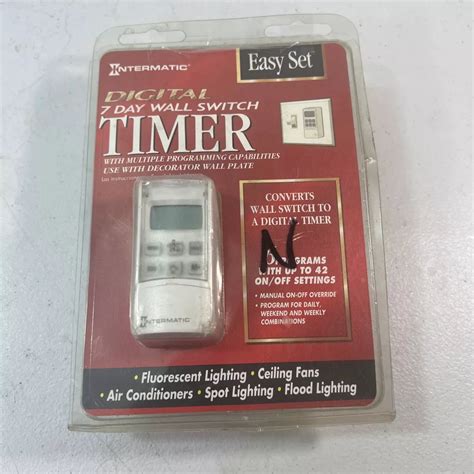 INTERMATIC®
Easy Set
DIGITAL
7 DAY WALL SWITCH
TIMER
WITH MULTIPLE PROGRAMMING CAPABILITIES
USE WITH DECORATOR WALL PLATE
CONVERTS
WALL SWITCH TO
A DIGITAL TIMER
N
WITH UP TO 42
ON/OFF SETTINGS
• MANUAL ON-OFF OVERRIDE
• PROGRAM FOR DAILY,
WEEKEND AND WEEKLY
COMBINATIONS
INTERMATIC
• Fluorescent Lighting • Ceiling Fans
• Air Conditioners • Spot Lighting • Flood Lighting